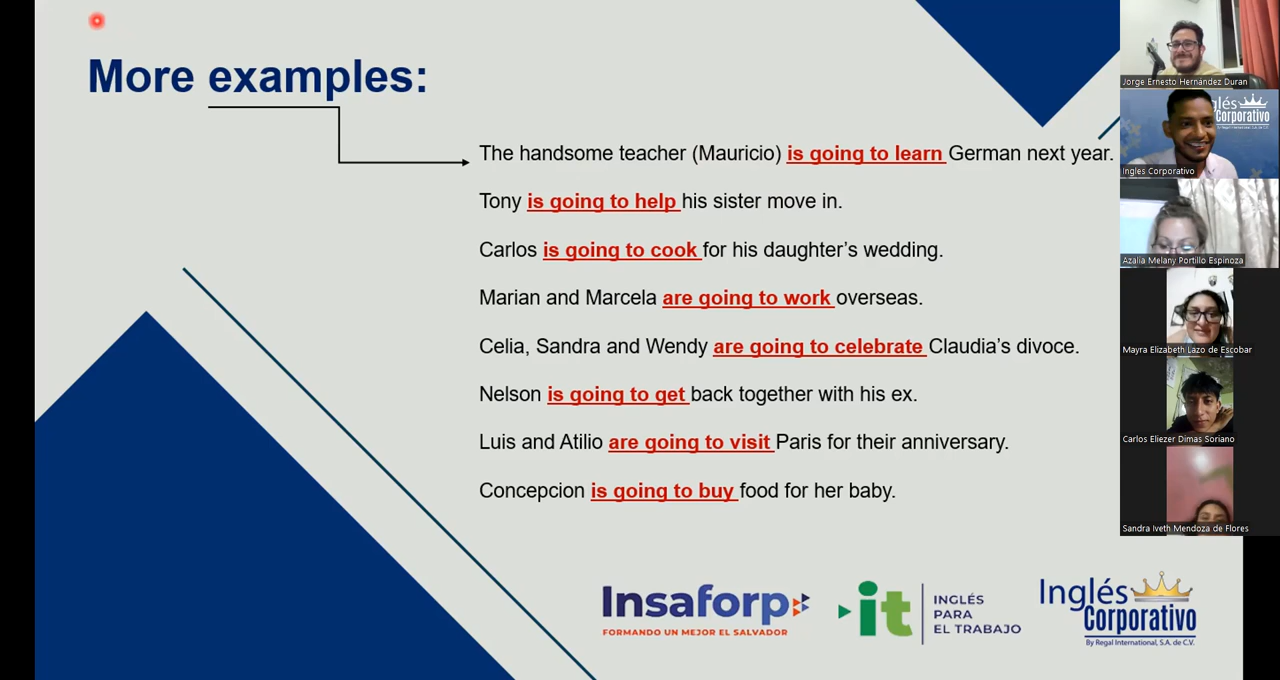 More examples:
The handsome teacher (Mauricio) is going to learn German next year.
Tony is going to help his sister move in.
Carlos is going to cook for his daughter’s wedding.
Marian and Marcela are going to work overseas.
Celia, Sandra and Wendy are going to celebrate Claudia’s divoce.
Nelson is going to get back together with his ex.
Luis and Atilio are going to visit Paris for their anniversary.
Concepcion is going to buy food for her baby.
Insaforp
FORMANDO UN MEJOR EL SALVADOR
it
INGLÉS
PARA
EL TRABAJO
Inglés
Corporativo
By Regal International, S.A. de C.V.
Jorge Ernesto Hernández Duran
glés
Corporativo
Ingles Corporativo
Azalia Melany Portillo Espinoza
Mayra Elizabeth Lazo de Escobar
Carlos Eliezer Dimas Soriano
Sandra Iveth Mendoza de Flores